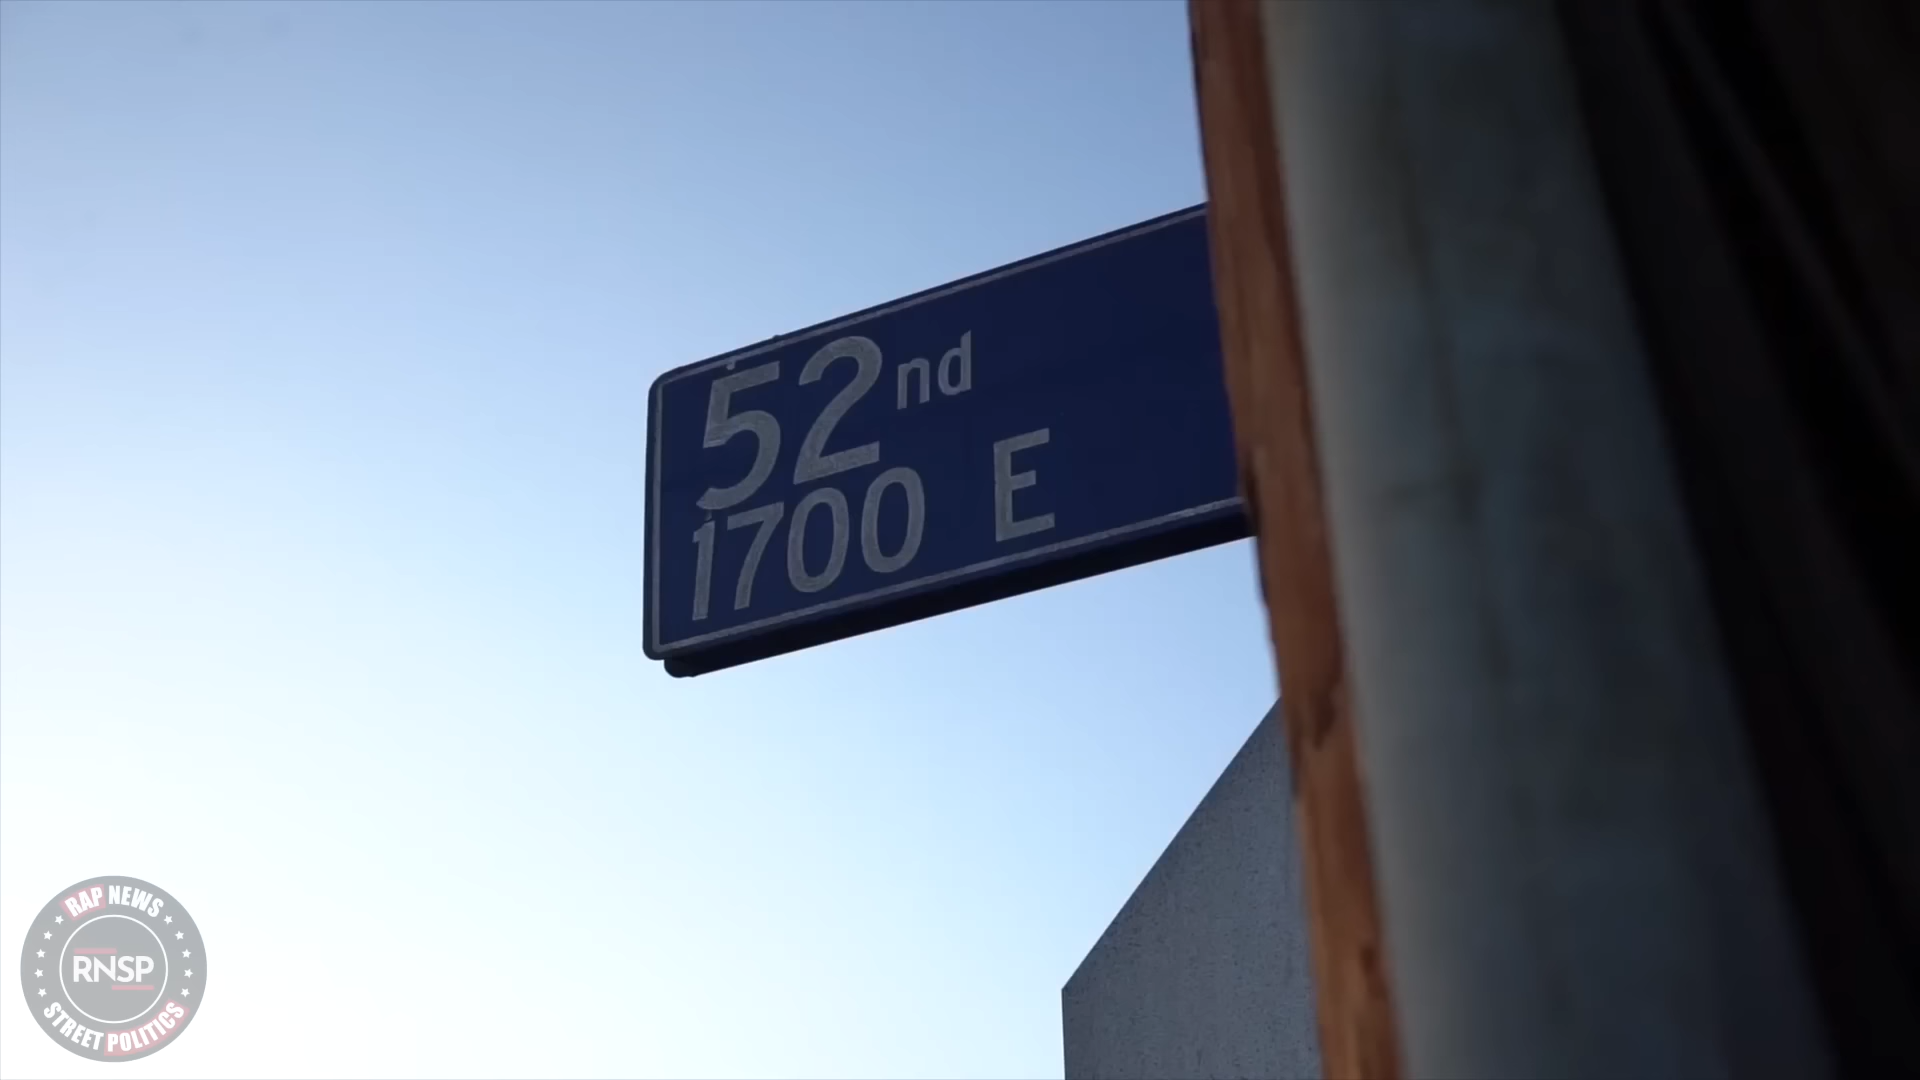 52nd
1700 E
RAP NEWS
RNSP
STREET POLITICS